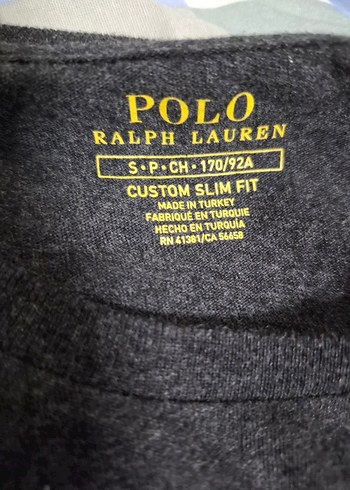 POLO
RALPH LAUREN
S • P • CH • 170/92A
CUSTOM SLIM FIT
MADE IN TURKEY
FABRIQUÉ EN TURQUIE
HECHO EN TURQUÍA
RN 41381/CA 56658